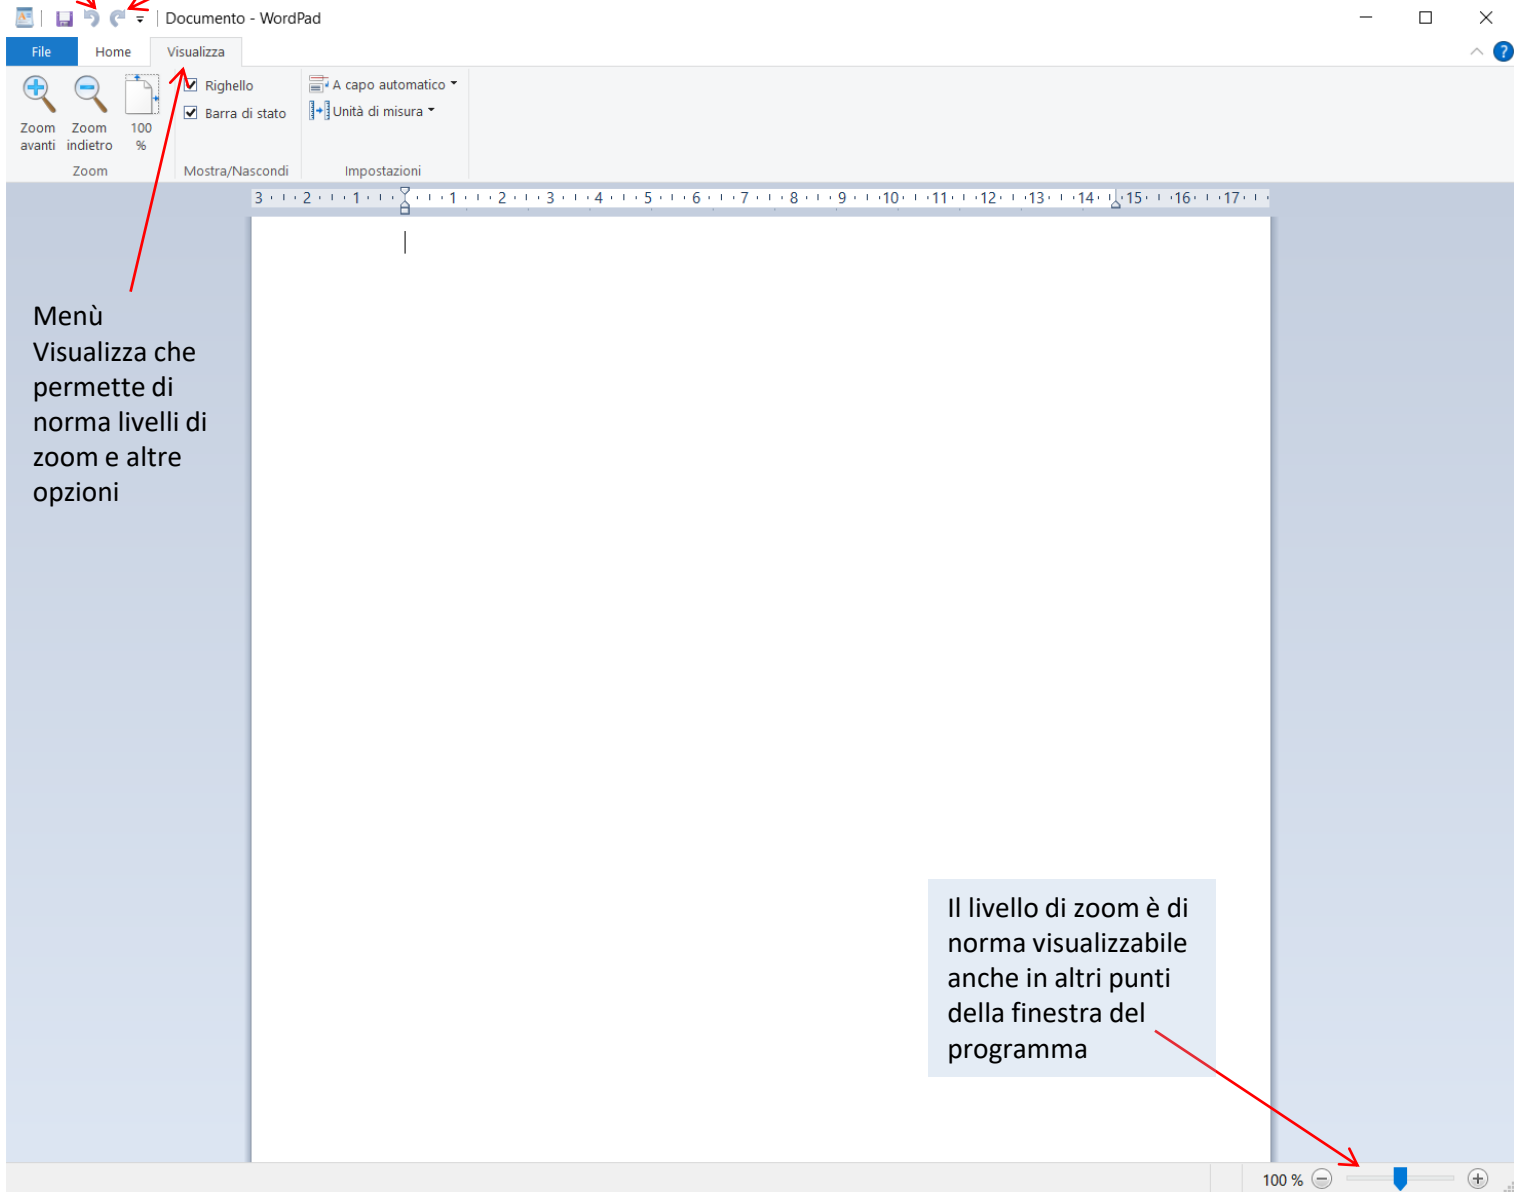 Documento - WordPad
File Home Visualizza
Zoom avanti
Zoom indietro
100 %
Righello
Barra di stato
A capo automatico
Unità di misura
Zoom Mostra/Nascondi Impostazioni
3 2 1 1 2 3 4 5 6 7 8 9 10 11 12 13 14 15 16 17
Menù
Visualizza che
permette di
norma livelli di
zoom e altre
opzioni
Il livello di zoom è di
norma visualizzabile
anche in altri punti
della finestra del
programma
100 %